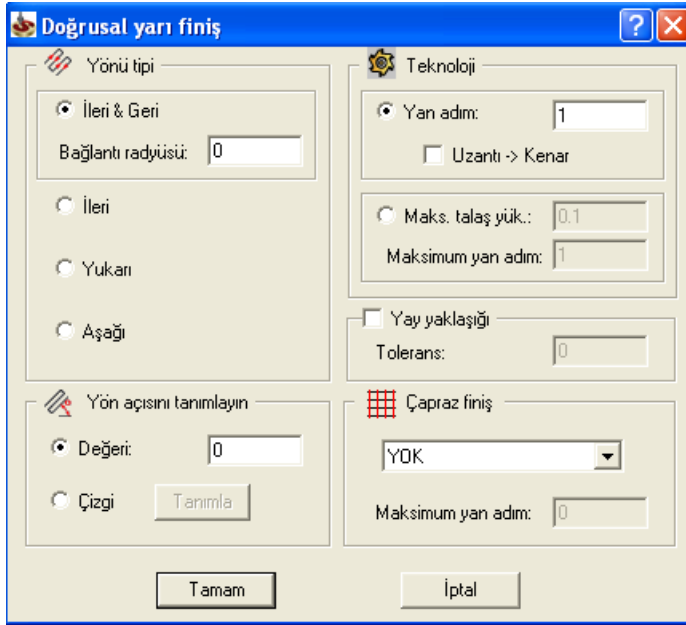 Doğrusal yarı finiş
Yönü tipi
İleri & Geri
Bağlantı radyüsü: 0
İleri
Yukarı
Aşağı
Teknoloji
Yan adım: 1
Uzantı -> Kenar
Maks. talaş yük.: 0.1
Maksimum yan adım: 1
Yay yaklaşığı
Tolerans: 0
Yön açısını tanımlayın
Değeri: 0
Çizgi Tanımla
Çapraz finiş
YOK
Maksimum yan adım: 0
Tamam İptal